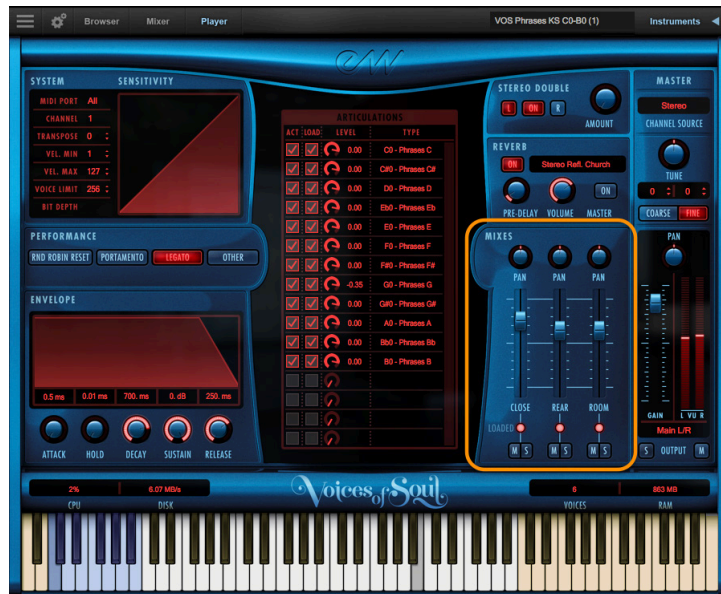 Browser Mixer Player VOS Phrases KS C0-B0 (1) Instruments
EW
SYSTEM SENSITIVITY
MIDI PORT All
CHANNEL 1
TRANSPOSE 0
VEL. MIN 1
VEL. MAX 127
VOICE LIMIT 256
BIT DEPTH
PERFORMANCE
RND ROBIN RESET PORTAMENTO LEGATO OTHER
ENVELOPE
0.5 ms 0.01 ms 700. ms 0. dB 250. ms
ATTACK HOLD DECAY SUSTAIN RELEASE
ARTICULATIONS
ACT LOAD LEVEL TYPE
0.00 C0 - Phrases C
0.00 C#0 - Phrases C#
0.00 D0 - Phrases D
0.00 Eb0 - Phrases Eb
0.00 E0 - Phrases E
0.00 F0 - Phrases F
0.00 F#0 - Phrases F#
-0.35 G0 - Phrases G
0.00 G#0 - Phrases G#
0.00 A0 - Phrases A
0.00 Bb0 - Phrases Bb
0.00 B0 - Phrases B
STEREO DOUBLE
L ON R
AMOUNT
REVERB
ON Stereo Refl. Church
ON
PRE-DELAY VOLUME MASTER
MIXES
PAN PAN PAN
CLOSE REAR ROOM
LOADED
M S M S M S
MASTER
Stereo
CHANNEL SOURCE
TUNE
0 0
COARSE FINE
PAN
GAIN L VU R
Main L/R
S OUTPUT M
2% 6.07 MB/s
CPU DISK
Voices of Soul
6 863 MB
VOICES RAM